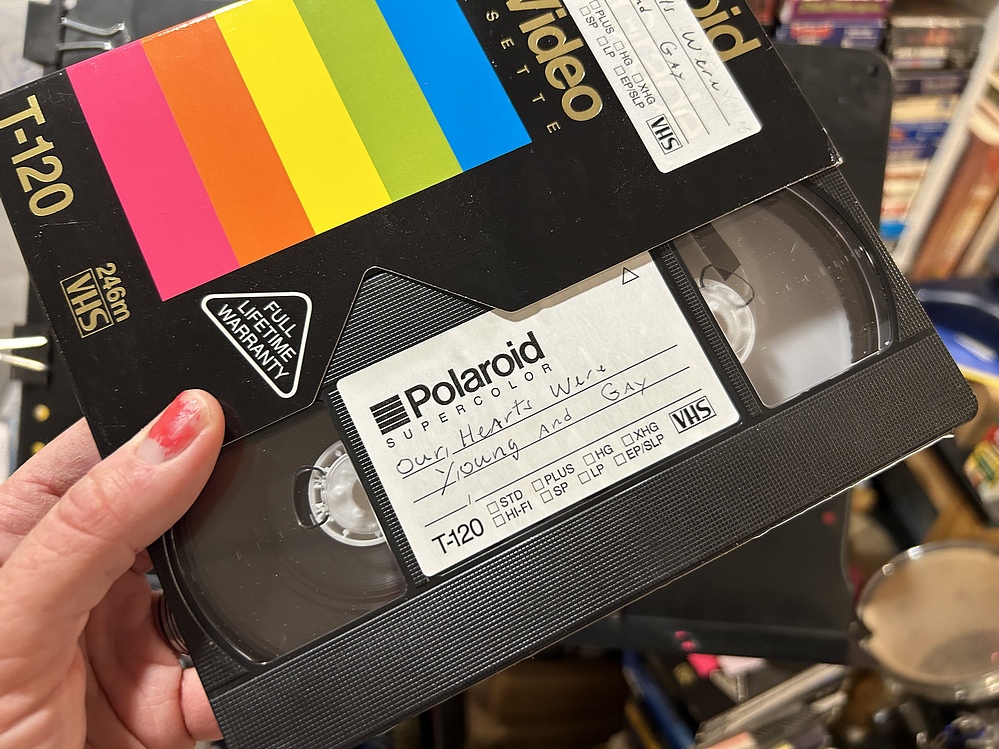 T-120
246m
VHS
FULL
LIFETIME
WARRANTY
Video
SETTE
oid
Were
nd Gay
□PLUS □HG □XHG
□SP □LP □EP/SLP
VHS
Polaroid
SUPERCOLOR
Our Hearts Were
Young and Gay
□STD □PLUS □HG □XHG
T-120 □HI-FI □SP □LP □EP/SLP
VHS